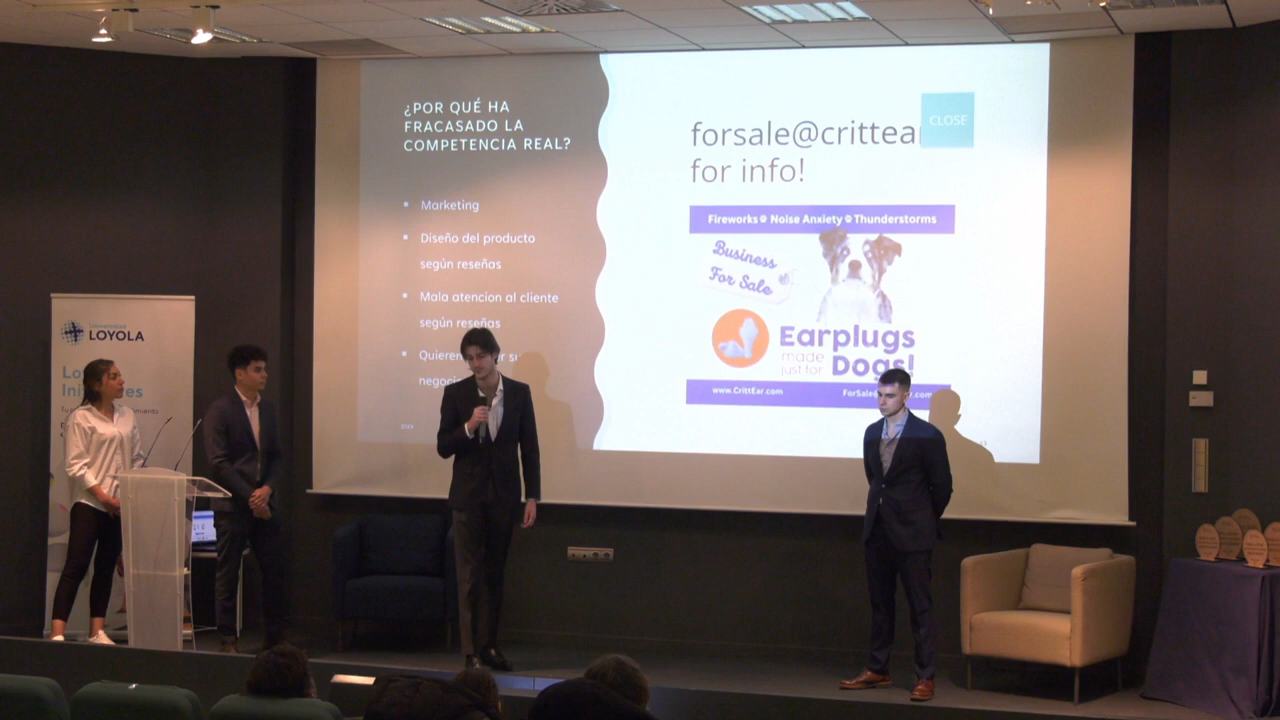 ¿POR QUÉ HA
FRACASADO LA
COMPETENCIA REAL?
Marketing
Diseño del producto
según reseñas
Mala atencion al cliente
según reseñas
forsale@crittea
for info!
CLOSE
Fireworks Noise Anxiety Thunderstorms
Business
For Sale
Earplugs
made
just for
Dogs!
www.CrittEar.com
Universidad
LOYOLA